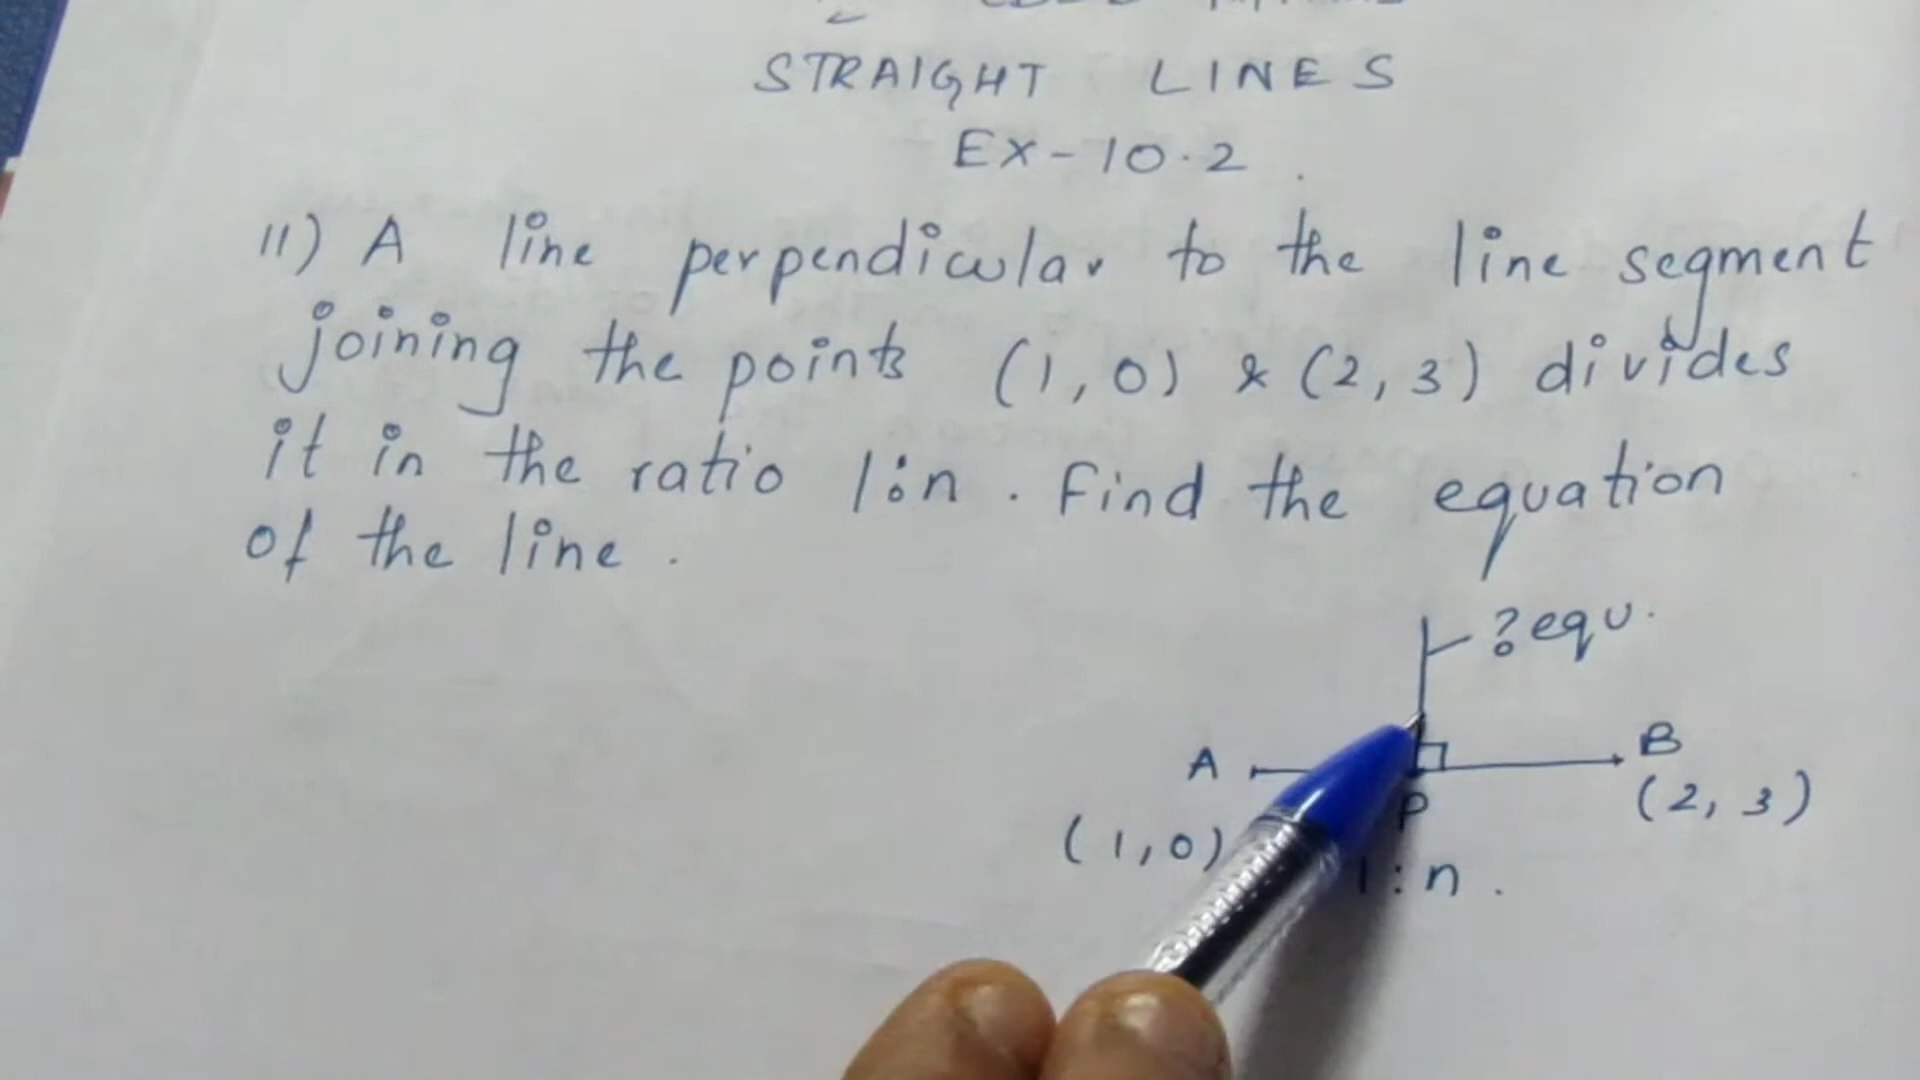 STRAIGHT LINES
EX-10.2
11) A line perpendicular to the line segment
joining the points (1,0) & (2,3) divides
it in the ratio 1:n. Find the equation
of the line.
? equ.
A
B
(2, 3)
P
(1,0)
1:n.